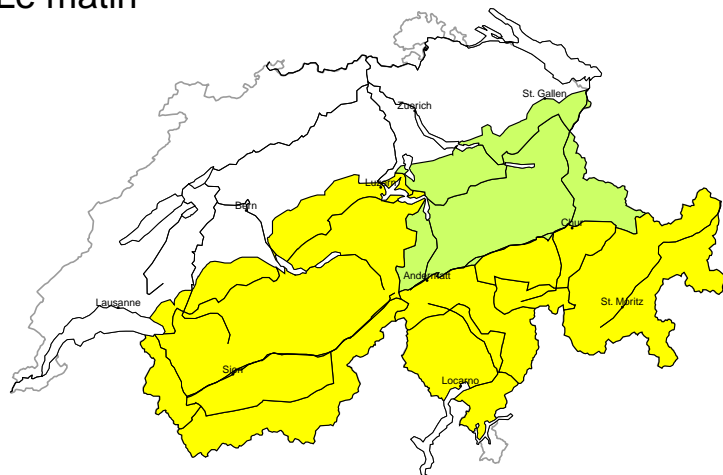 Le matin
St. Gallen
Zuerich
Luzern
Bern
Chur
Andermatt
St. Moritz
Lausanne
Sion
Locarno